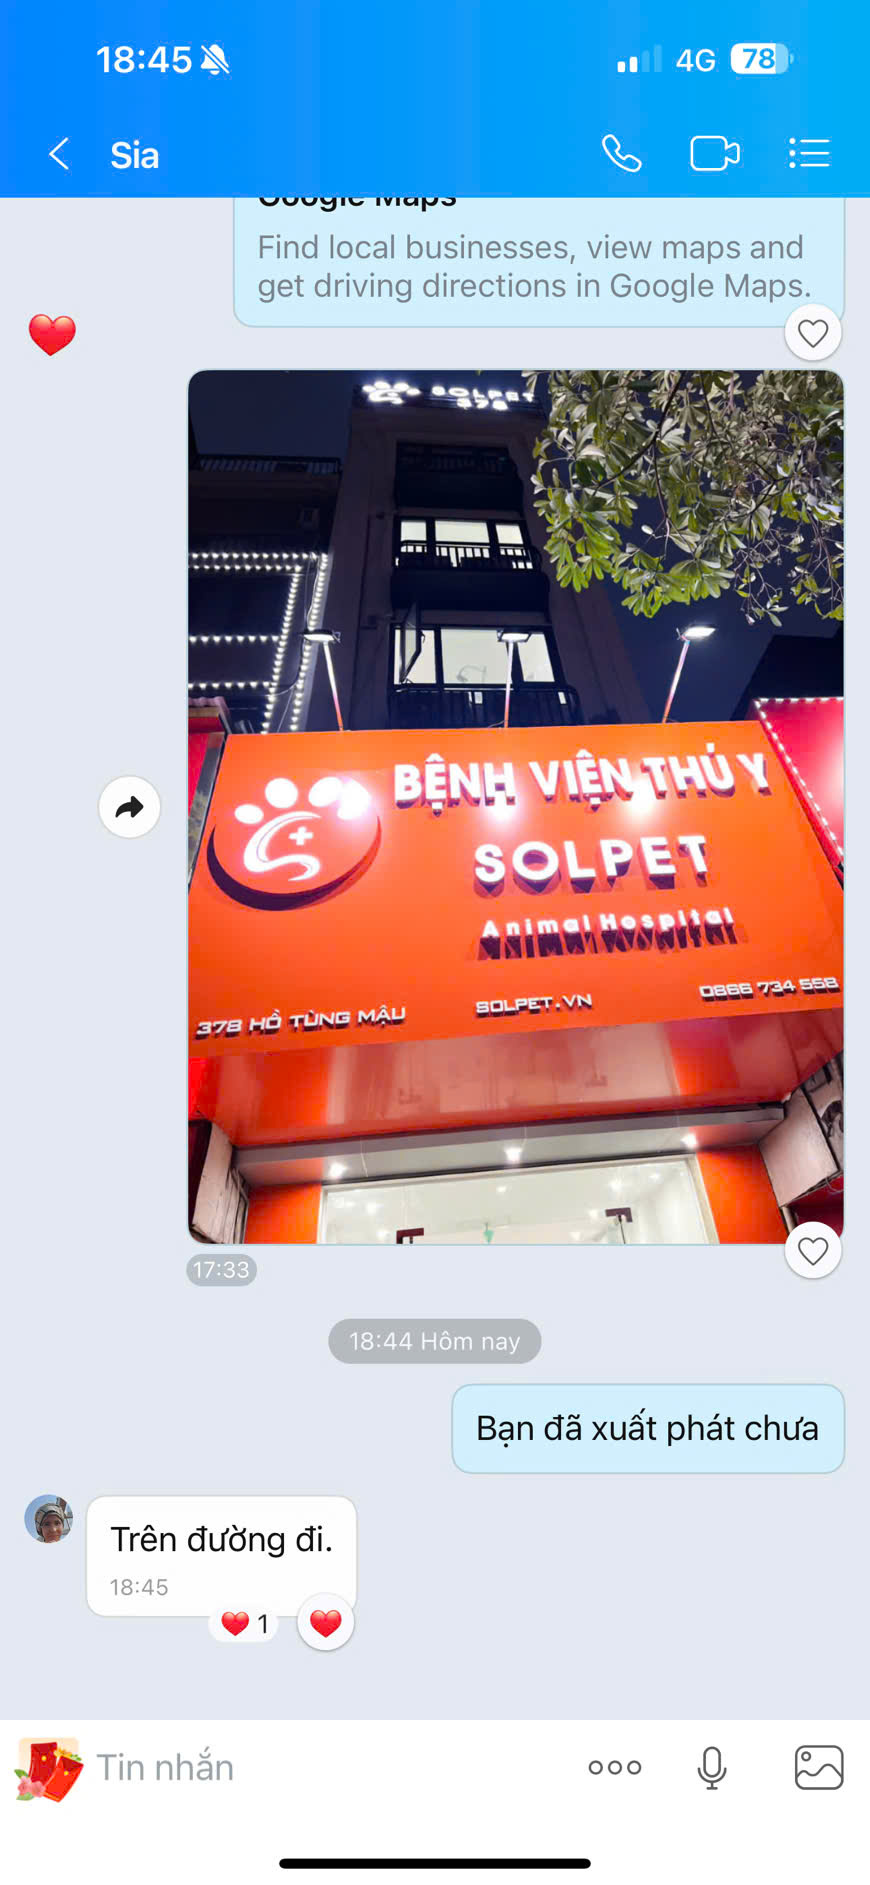 18:45
4G 78
Sia
Google Maps
Find local businesses, view maps and
get driving directions in Google Maps.
SOLPET
378
BỆNH VIỆN THÚ Y
SOLPET
Animal Hospital
378 HỒ TÙNG MẬU
SOLPET.VN
0866 734 558
17:33
18:44 Hôm nay
Bạn đã xuất phát chưa
Trên đường đi.
18:45
1
Tin nhắn